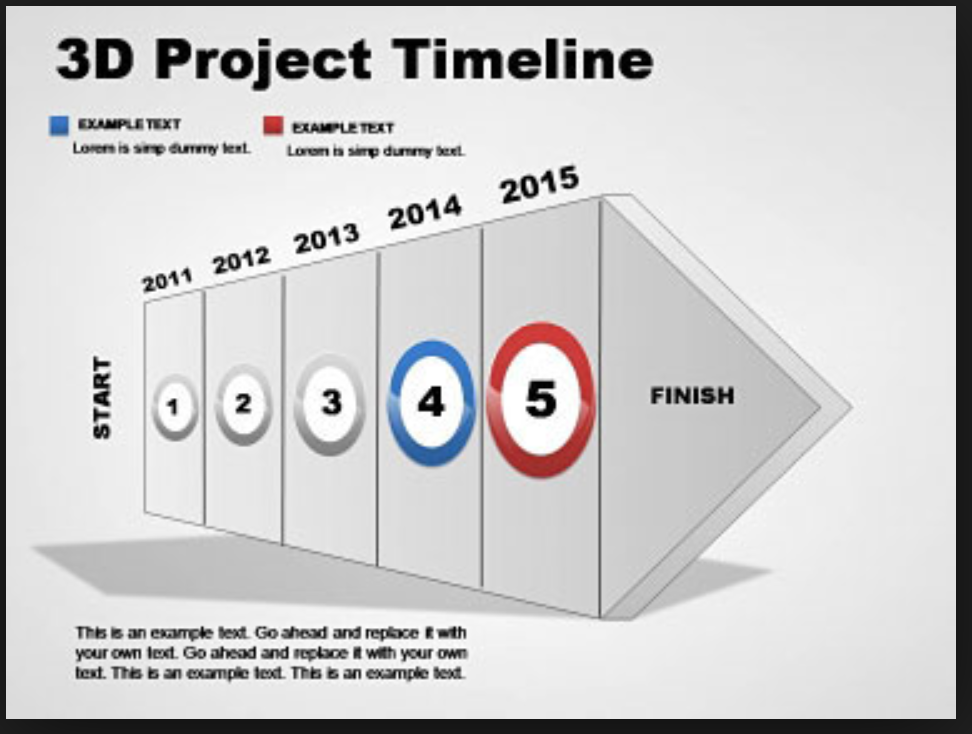 3D Project Timeline
EXAMPLE TEXT
Lorem is simp dummy text.
EXAMPLE TEXT
Lorem is simp dummy text.
2011
2012
2013
2014
2015
START
1
2
3
4
5
FINISH
This is an example text. Go ahead and replace it with
your own text. Go ahead and replace it with your own
text. This is an example text. This is an example text.